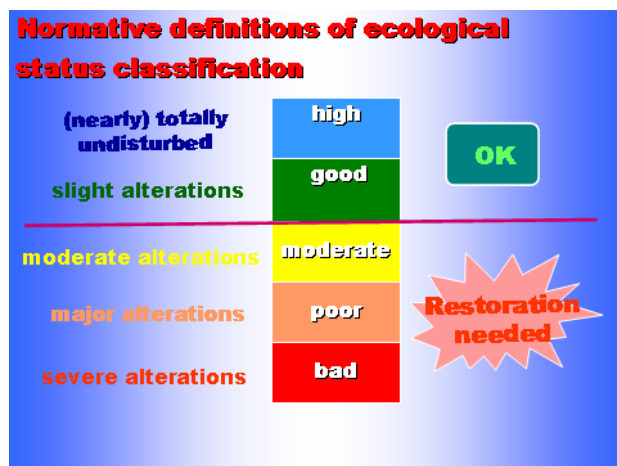 Normative definitions of ecological
status classification
(nearly) totally
undisturbed
high
OK
slight alterations
good
moderate alterations
moderate
major alterations
poor
Restoration
needed
severe alterations
bad